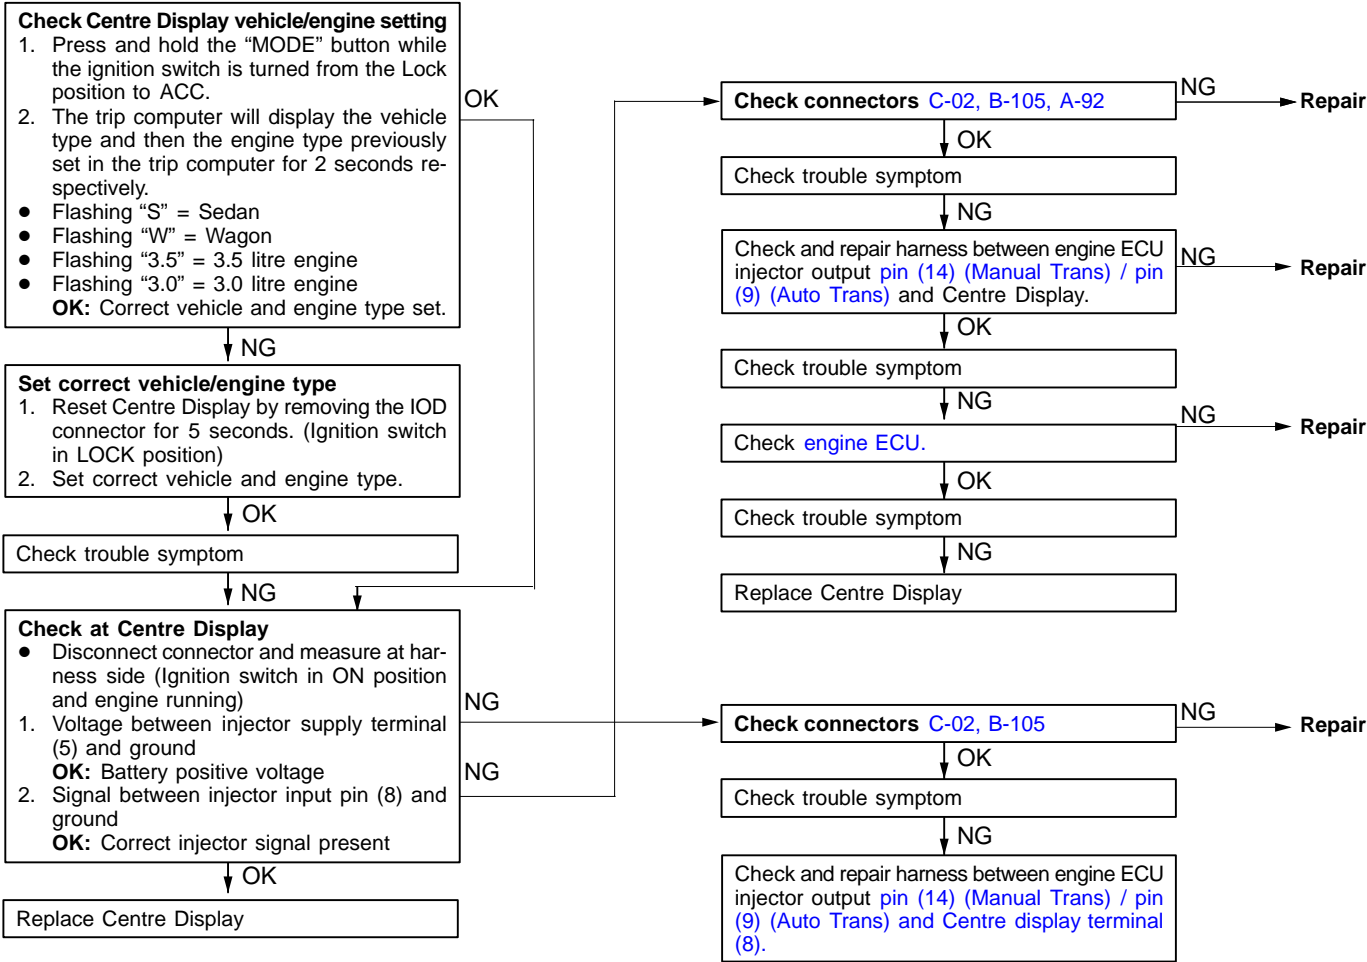 Check Centre Display vehicle/engine setting
1. Press and hold the “MODE” button while
the ignition switch is turned from the Lock
position to ACC.
2. The trip computer will display the vehicle
type and then the engine type previously
set in the trip computer for 2 seconds re-
spectively.
● Flashing “S” = Sedan
● Flashing “W” = Wagon
● Flashing “3.5” = 3.5 litre engine
● Flashing “3.0” = 3.0 litre engine
OK: Correct vehicle and engine type set.
OK
NG
Set correct vehicle/engine type
1. Reset Centre Display by removing the IOD
connector for 5 seconds. (Ignition switch
in LOCK position)
2. Set correct vehicle and engine type.
OK
Check trouble symptom
NG
Check at Centre Display
● Disconnect connector and measure at har-
ness side (Ignition switch in ON position
and engine running)
1. Voltage between injector supply terminal
(5) and ground
OK: Battery positive voltage
2. Signal between injector input pin (8) and
ground
OK: Correct injector signal present
NG
NG
OK
Replace Centre Display
Check connectors C-02, B-105, A-92
NG
Repair
OK
Check trouble symptom
NG
Check and repair harness between engine ECU
injector output pin (14) (Manual Trans) / pin
(9) (Auto Trans) and Centre Display.
NG
Repair
OK
Check trouble symptom
NG
Check engine ECU.
NG
Repair
OK
Check trouble symptom
NG
Replace Centre Display
Check connectors C-02, B-105
NG
Repair
OK
Check trouble symptom
NG
Check and repair harness between engine ECU
injector output pin (14) (Manual Trans) / pin
(9) (Auto Trans) and Centre display terminal
(8).